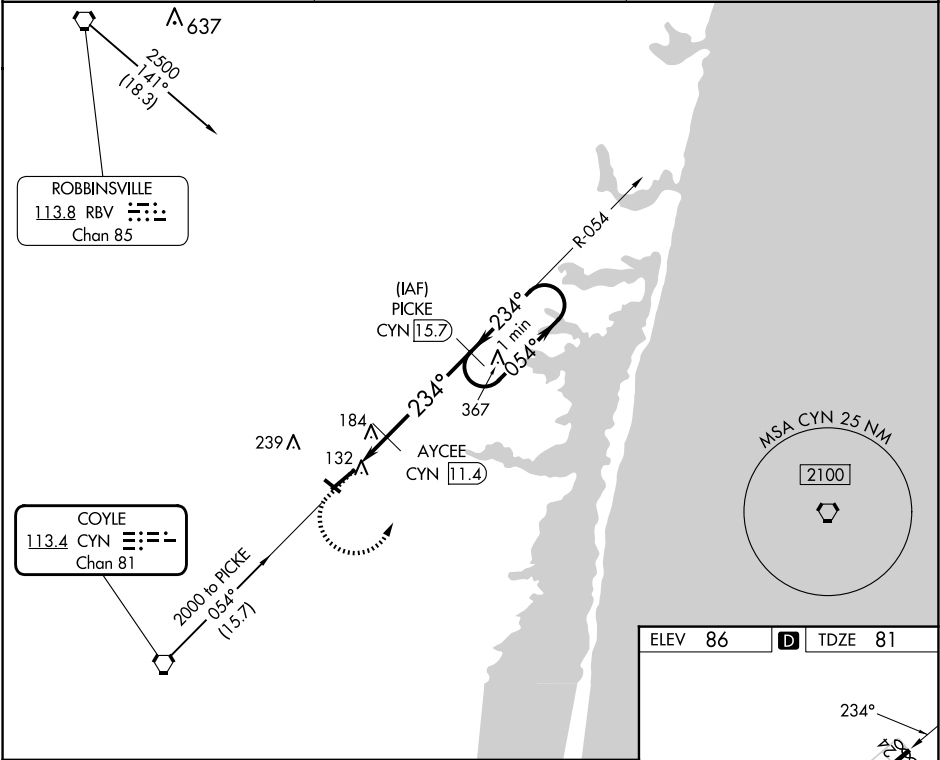 637
2500
141°
(18.3)
ROBBINSVILLE
113.8 RBV
Chan 85
R-054
(IAF)
PICKE
CYN 15.7
234°
1 min
054°
234°
367
184
239
132
AYCEE
CYN 11.4
MSA CYN 25 NM
2100
COYLE
113.4 CYN
Chan 81
2000 to PICKE
054°
(15.7)
ELEV 86 D TDZE 81
234°
24